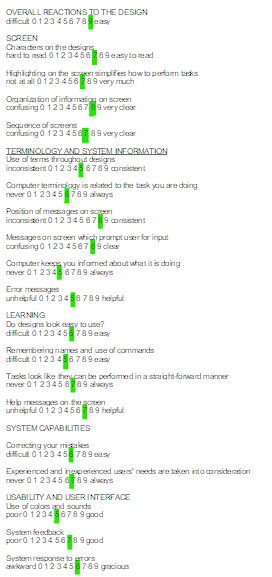 OVERALL REACTIONS TO THE DESIGN
difficult 0 1 2 3 4 5 6 7 8 9 easy
SCREEN
Characters on the designs
hard to read 0 1 2 3 4 5 6 7 8 9 easy to read
Highlighting on the screen simplifies how to perform tasks
not at all 0 1 2 3 4 5 6 7 8 9 very much
Organization of information on screen
confusing 0 1 2 3 4 5 6 7 8 9 very clear
Sequence of screens
confusing 0 1 2 3 4 5 6 7 8 9 very clear
TERMINOLOGY AND SYSTEM INFORMATION
Use of terms throughout designs
inconsistent 0 1 2 3 4 5 6 7 8 9 consistent
Computer terminology is related to the task you are doing
never 0 1 2 3 4 5 6 7 8 9 always
Position of messages on screen
inconsistent 0 1 2 3 4 5 6 7 8 9 consistent
Messages on screen which prompt user for input
confusing 0 1 2 3 4 5 6 7 8 9 clear
Computer keeps you informed about what it is doing
never 0 1 2 3 4 5 6 7 8 9 always
Error messages
unhelpful 0 1 2 3 4 5 6 7 8 9 helpful
LEARNING
Do designs look easy to use?
difficult 0 1 2 3 4 5 6 7 8 9 easy
Remembering names and use of commands
difficult 0 1 2 3 4 5 6 7 8 9 easy
Tasks look like they can be performed in a straight-forward manner
never 0 1 2 3 4 5 6 7 8 9 always
Help messages on the screen
unhelpful 0 1 2 3 4 5 6 7 8 9 helpful
SYSTEM CAPABILITIES
Correcting your mistakes
difficult 0 1 2 3 4 5 6 7 8 9 easy
Experienced and inexperienced users' needs are taken into consideration
never 0 1 2 3 4 5 6 7 8 9 always
USABILITY AND USER INTERFACE
Use of colors and sounds
poor 0 1 2 3 4 5 6 7 8 9 good
System feedback
poor 0 1 2 3 4 5 6 7 8 9 good
System response to errors
awkward 0 1 2 3 4 5 6 7 8 9 gracious